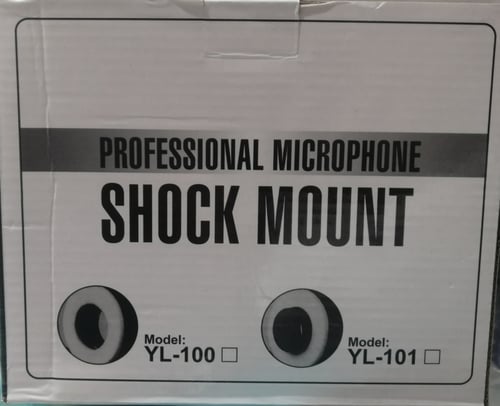 PROFESSIONAL MICROPHONE
SHOCK MOUNT
Model:
YL-100
Model:
YL-101